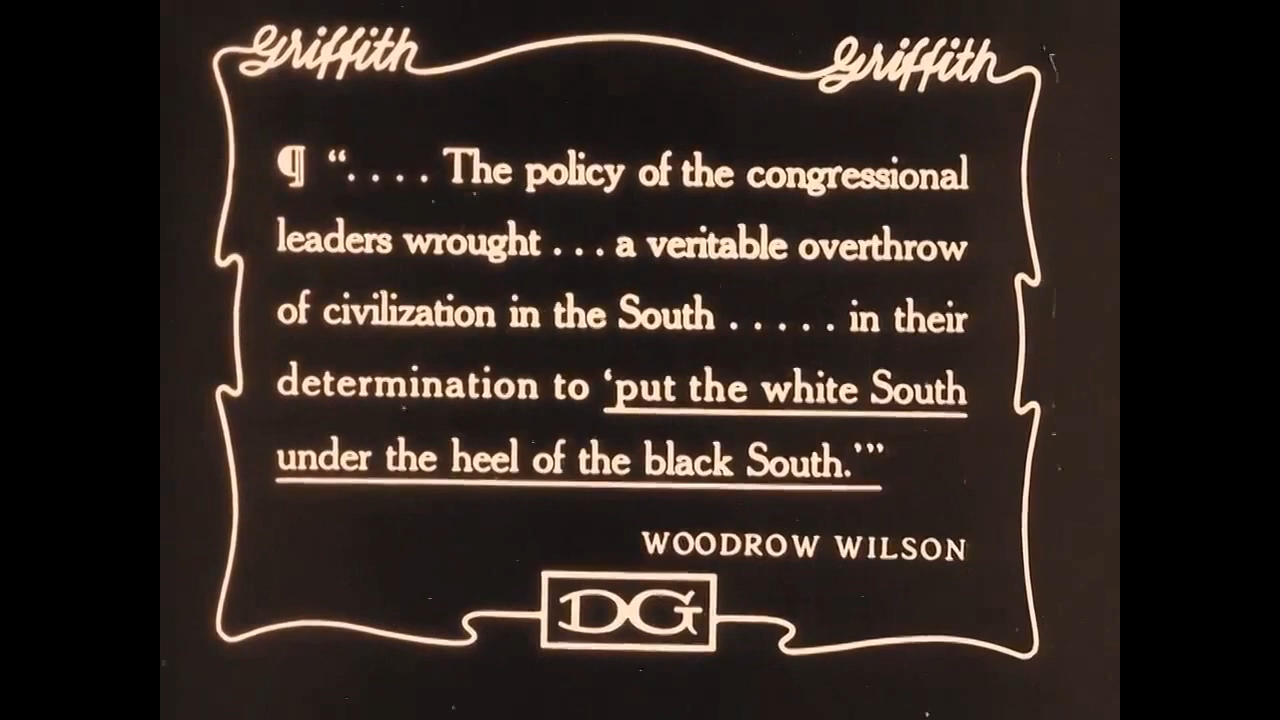 Griffith Griffith
¶ “.... The policy of the congressional
leaders wrought ... a veritable overthrow
of civilization in the South ..... in their
determination to ‘put the white South
under the heel of the black South.’”
WOODROW WILSON
DG